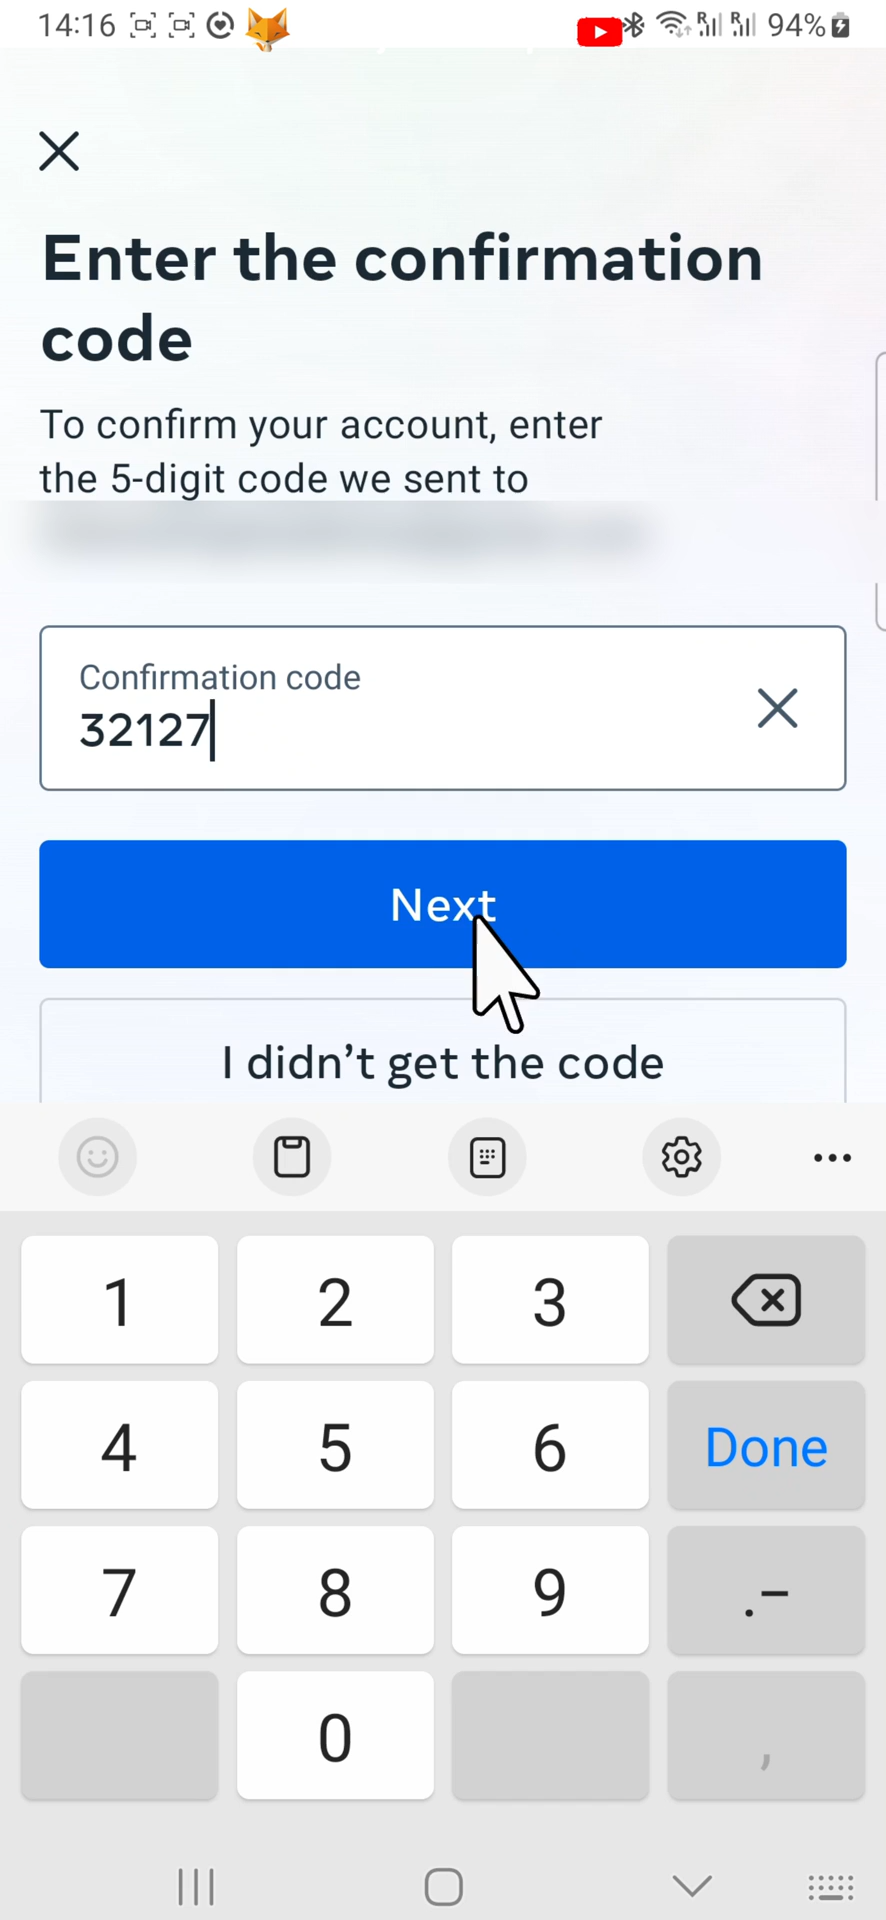 14:16 94%
Enter the confirmation
code
To confirm your account, enter
the 5-digit code we sent to
Confirmation code
32127
Next
I didn’t get the code
1 2 3
4 5 6 Done
7 8 9 .–
0 ,